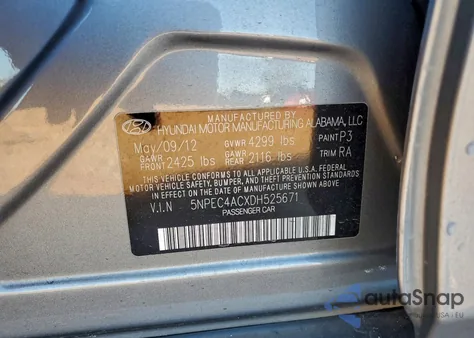 MANUFACTURED BY
HYUNDAI MOTOR MANUFACTURING ALABAMA, LLC
May/09/12 GVWR 4299 lbs PAINT P3
GAWR FRONT 2425 lbs GAWR REAR 2116 lbs TRIM RA
THIS VEHICLE CONFORMS TO ALL APPLICABLE U.S.A. FEDERAL
MOTOR VEHICLE SAFETY, BUMPER, AND THEFT PREVENTION
STANDARDS IN EFFECT ON THE DATE OF MANUFACTURE SHOWN ABOVE.
V.I.N 5NPEC4ACXDH525671
PASSENGER CAR
autoSnap
USA | EU